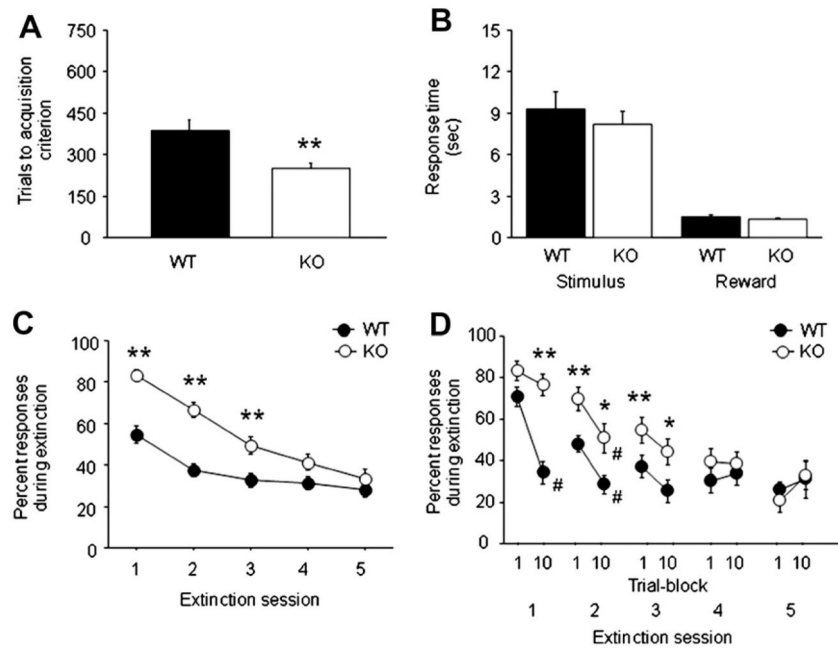 A
Trials to acquisition
criterion
750
600
450
300
150
0
**
WT
KO
B
Response time
(sec)
15
12
9
6
3
0
WT KO WT KO
Stimulus Reward
C
WT
KO
Percent responses
during extinction
100
80
60
40
20
0
**
**
**
1 2 3 4 5
Extinction session
D
WT
KO
Percent responses
during extinction
100
80
60
40
20
0
**
**
*
**
*
#
#
#
1 10 1 10 1 10 1 10 1 10
Trial-block
1 2 3 4 5
Extinction session